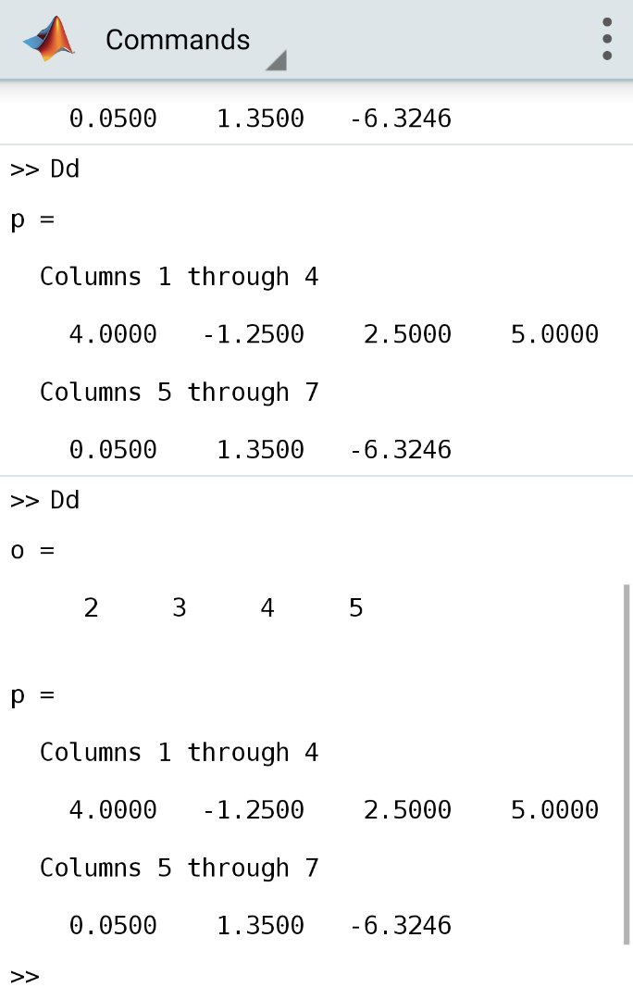 Commands
0.0500 1.3500 -6.3246
>> Dd
p =
Columns 1 through 4
4.0000 -1.2500 2.5000 5.0000
Columns 5 through 7
0.0500 1.3500 -6.3246
>> Dd
o =
2 3 4 5
p =
Columns 1 through 4
4.0000 -1.2500 2.5000 5.0000
Columns 5 through 7
0.0500 1.3500 -6.3246
>>